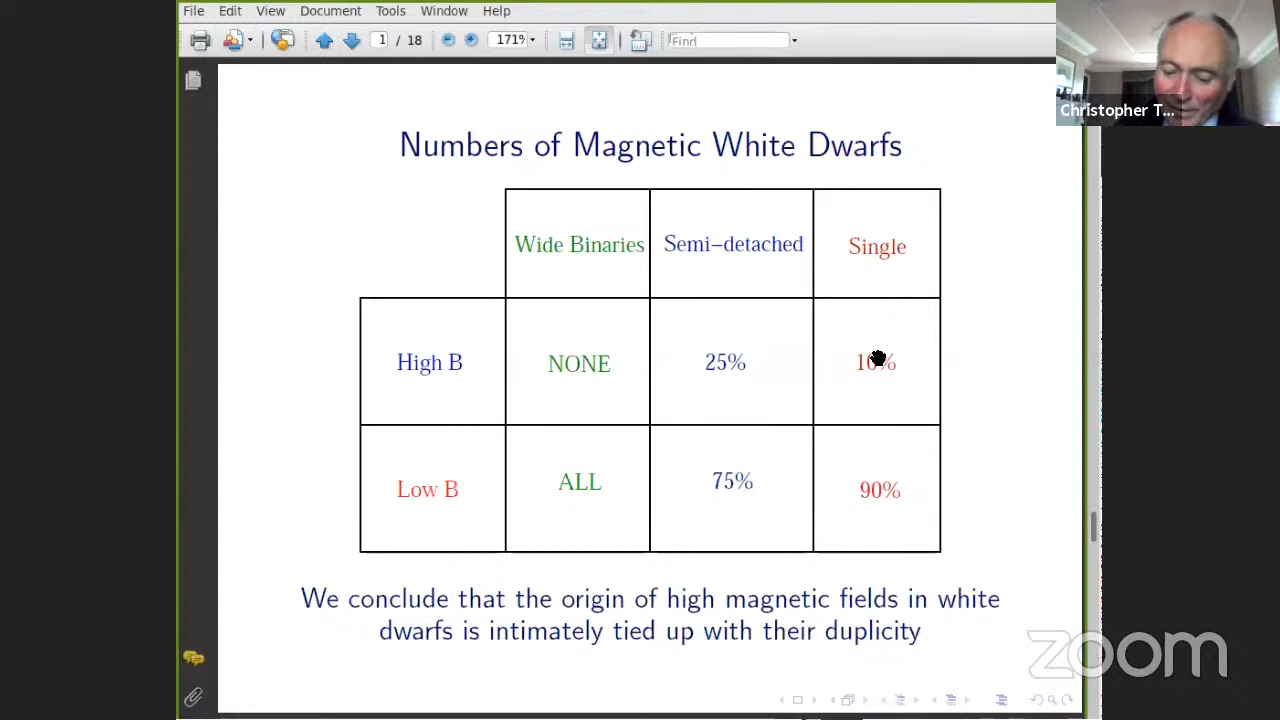 File Edit View Document Tools Window Help
1 / 18 171% Find
Christopher T...
Numbers of Magnetic White Dwarfs
Wide Binaries Semi-detached Single
High B NONE 25% 10%
Low B ALL 75% 90%
We conclude that the origin of high magnetic fields in white
dwarfs is intimately tied up with their duplicity
zoom